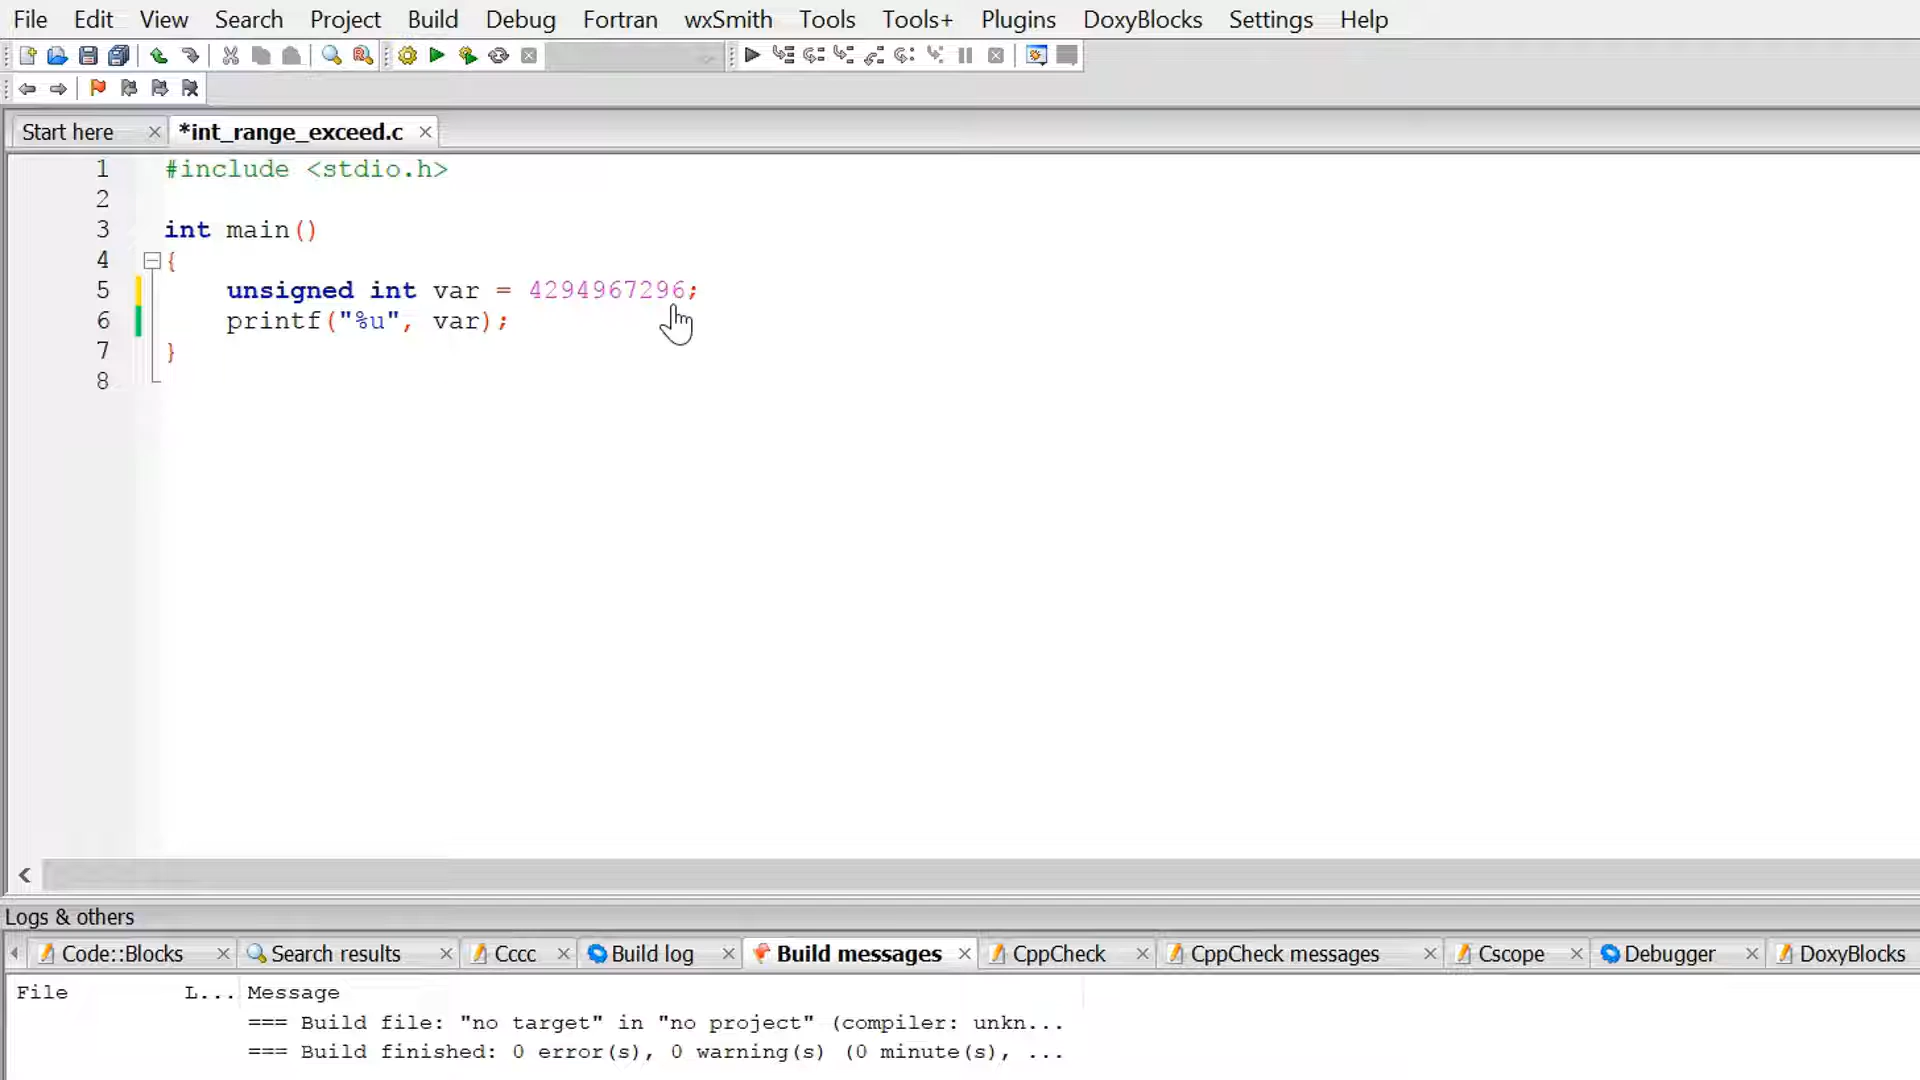 File Edit View Search Project Build Debug Fortran wxSmith Tools Tools+ Plugins DoxyBlocks Settings Help
Start here *int_range_exceed.c
1 #include <stdio.h>
2
3 int main()
4 {
5 unsigned int var = 4294967296;
6 printf("%u", var);
7 }
8
Logs & others
Code::Blocks Search results Cccc Build log Build messages CppCheck CppCheck messages Cscope Debugger DoxyBlocks
File L... Message
=== Build file: "no target" in "no project" (compiler: unkn...
=== Build finished: 0 error(s), 0 warning(s) (0 minute(s), ...